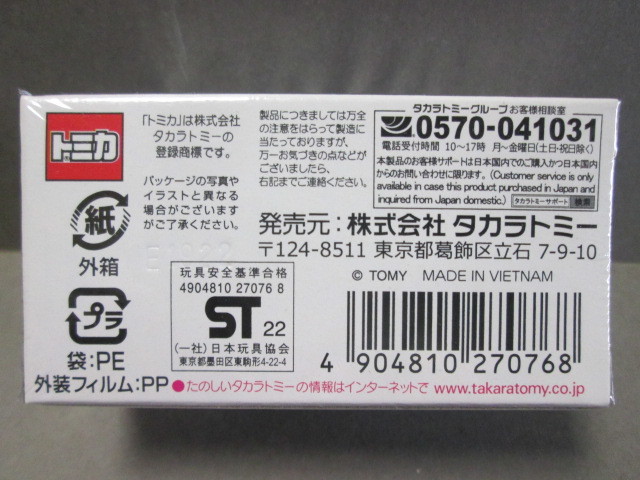 トミカ
「トミカ」は株式会社
タカラトミーの
登録商標です。
パッケージの写真や
イラストと異なる
場合がございますが
ご了承ください。
製品につきましては万全
の注意をはらって製造に
当たっておりますが、
万一お気づきの点などが
ございましたら、
右記までご連絡ください。
タカラトミーグループお客様相談室
0570-041031
電話受付時間 10〜17時 月〜金曜日(土・日・祝日除く)
本製品のお客様サポートは日本国内でのご購入かつ日本国内
からのお問い合わせに限ります。(Customer service is only
available in case this product purchased in Japan and
inquired from Japan domestic.) タカラトミーサポート 検索
発売元:株式会社 タカラトミー
〒124-8511 東京都葛飾区立石 7-9-10
© TOMY MADE IN VIETNAM
紙
外箱
プラ
袋:PE
外装フィルム:PP
玩具安全基準合格
4904810 27076 8
ST 22
(一社)日本玩具協会
東京都墨田区東駒形4-22-4
4 904810 270768
●たのしいタカラトミーの情報はインターネットで www.takaratomy.co.jp